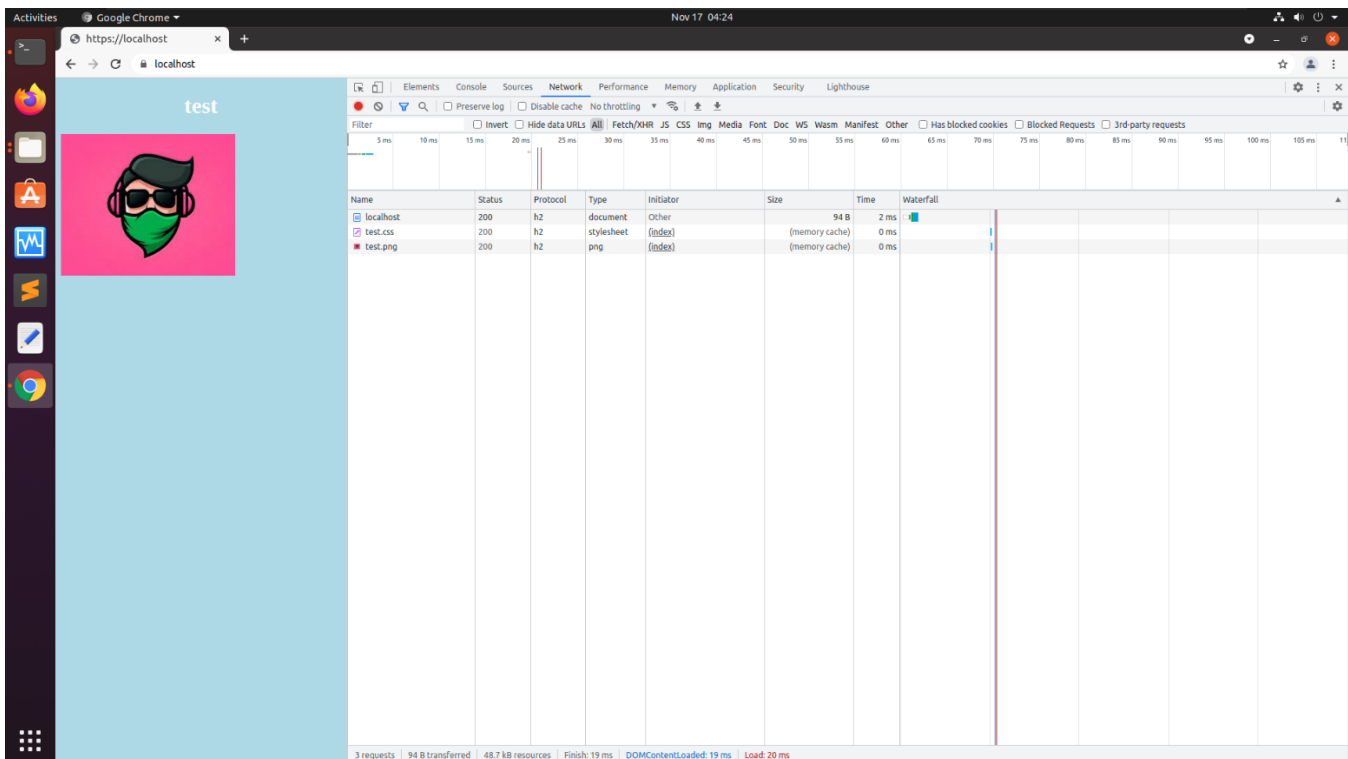 Activities Google Chrome Nov 17 04:24
https://localhost
localhost
test
Elements Console Sources Network Performance Memory Application Security Lighthouse
Preserve log Disable cache No throttling
Filter Invert Hide data URLs All Fetch/XHR JS CSS Img Media Font Doc WS Wasm Manifest Other Has blocked cookies Blocked Requests 3rd-party requests
5 ms 10 ms 15 ms 20 ms 25 ms 30 ms 35 ms 40 ms 45 ms 50 ms 55 ms 60 ms 65 ms 70 ms 75 ms 80 ms 85 ms 90 ms 95 ms 100 ms 105 ms 11
Name Status Protocol Type Initiator Size Time Waterfall
localhost 200 h2 document Other 94 B 2 ms
test.css 200 h2 stylesheet (index) (memory cache) 0 ms
test.png 200 h2 png (index) (memory cache) 0 ms
3 requests 94 B transferred 48.7 kB resources Finish: 19 ms DOMContentLoaded: 19 ms Load: 20 ms